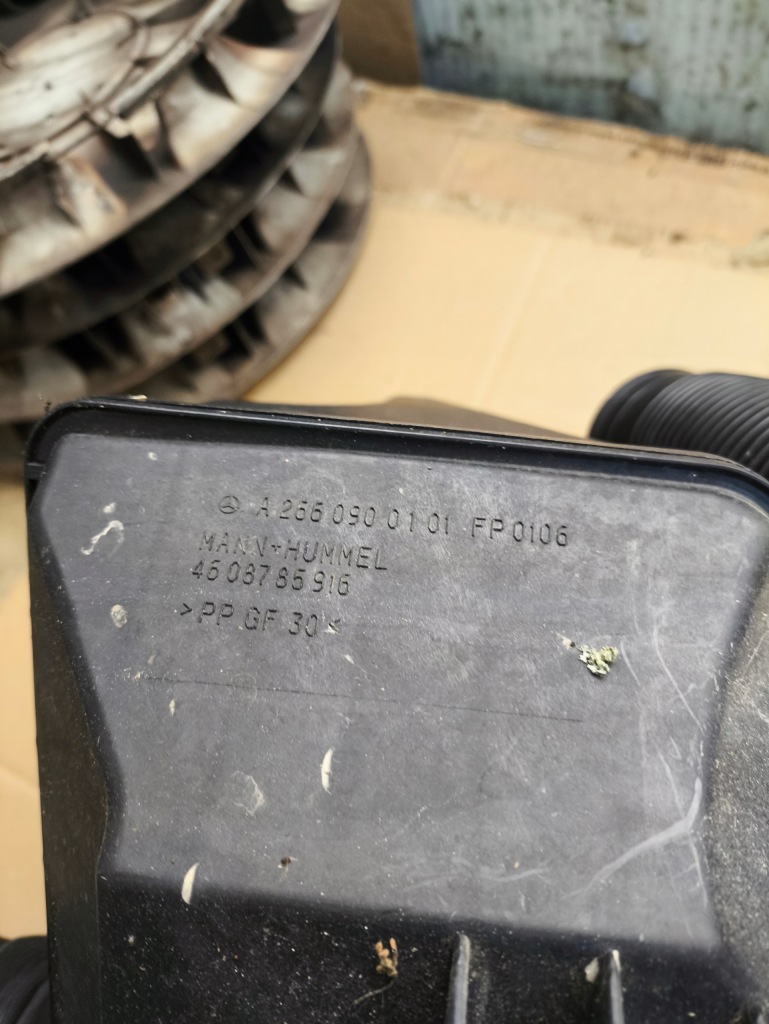 A 266 090 01 01 FP 0106
MANN+HUMMEL
46 087 85 916
>PP GF 30<